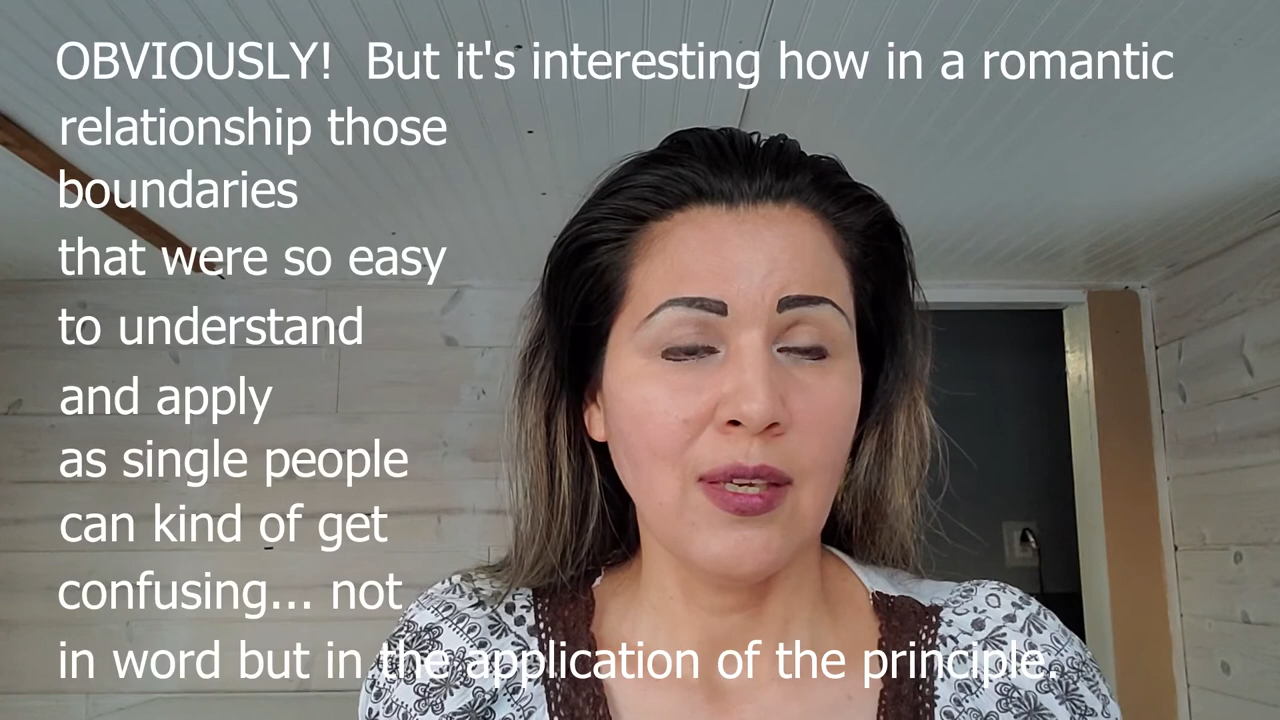 OBVIOUSLY!  But it's interesting how in a romantic
relationship those
boundaries
that were so easy
to understand
and apply
as single people
can kind of get
confusing... not
in word but in the application of the principle.